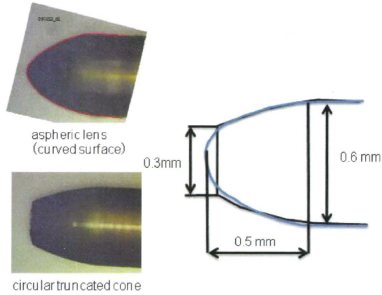 aspheric lens
(curved surface)
0.3mm
0.6 mm
0.5 mm
circular truncated cone